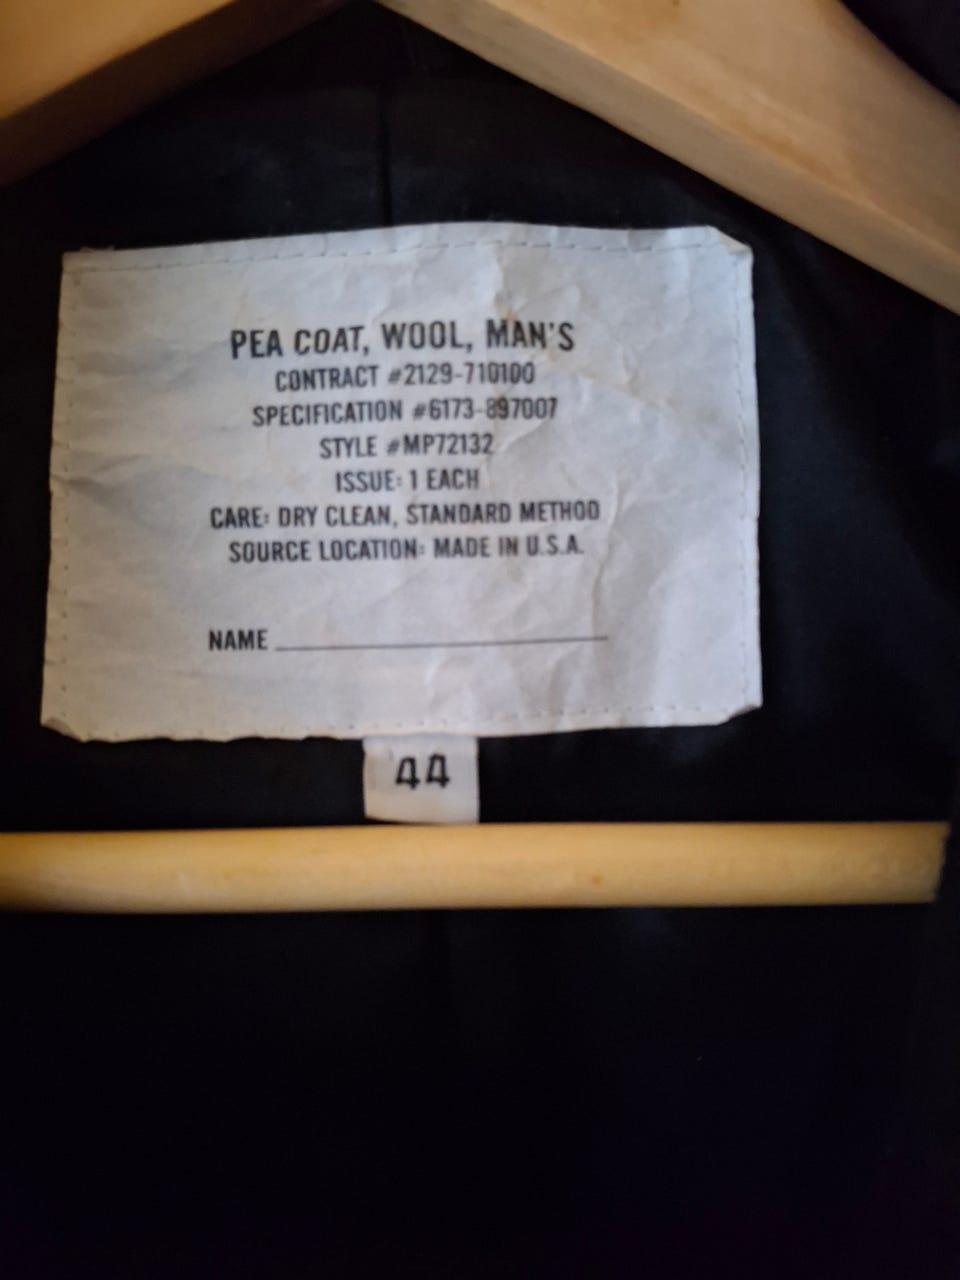 PEA COAT, WOOL, MAN'S
CONTRACT #2129-710100
SPECIFICATION #6173-897007
STYLE #MP72132
ISSUE: 1 EACH
CARE: DRY CLEAN, STANDARD METHOD
SOURCE LOCATION: MADE IN U.S.A.
NAME
44